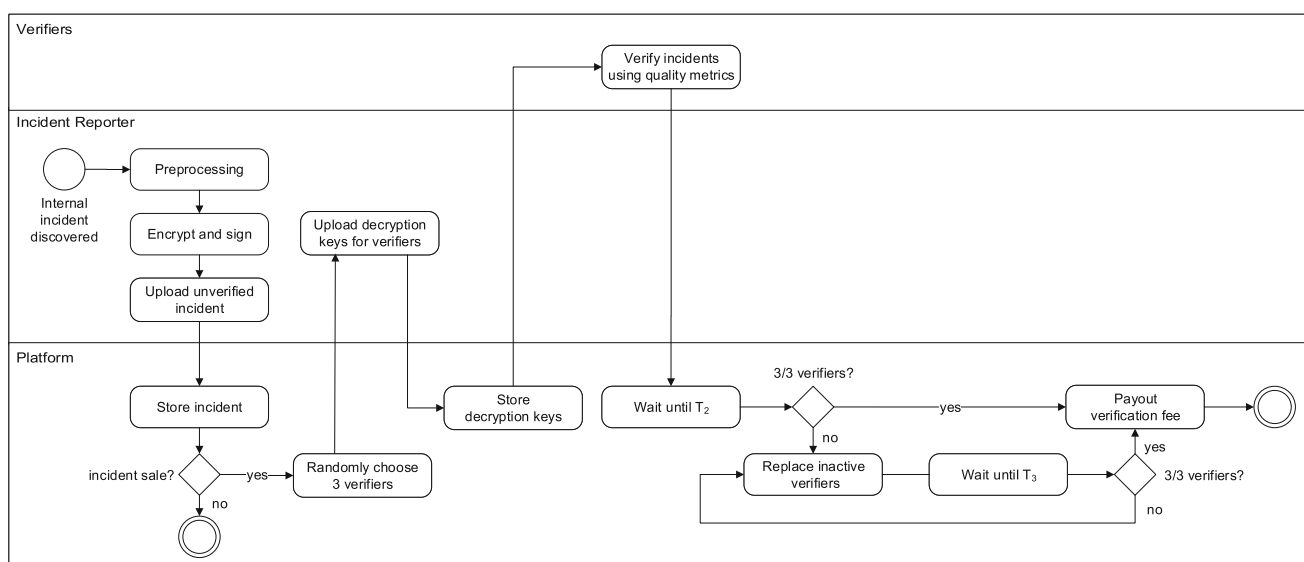 Verifiers
Verify incidents
using quality metrics
Incident Reporter
Preprocessing
Internal
incident
discovered
Encrypt and sign
Upload unverified
incident
Upload decryption
keys for verifiers
Platform
Store incident
incident sale?
yes
no
Randomly choose
3 verifiers
Store
decryption keys
Wait until T₂
3/3 verifiers?
yes
no
Payout
verification fee
Replace inactive
verifiers
Wait until T₃
yes
3/3 verifiers?
no